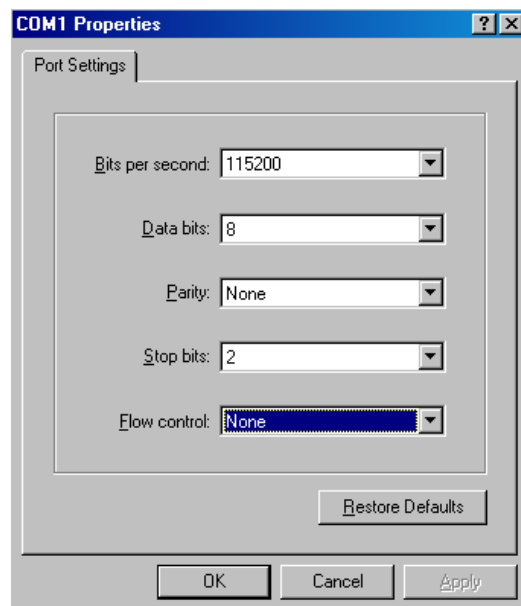 COM1 Properties
Port Settings
Bits per second: 115200
Data bits: 8
Parity: None
Stop bits: 2
Flow control: None
Restore Defaults
OK Cancel Apply